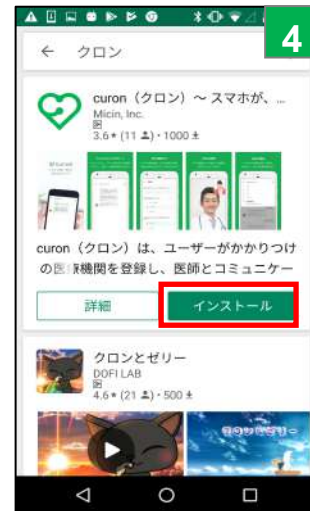 4
クロン
curon（クロン）～ スマホが、...
Micin, Inc.
3.6★ (11 )・1000
curon（クロン）は、ユーザーがかかりつけ
の医療機関を登録し、医師とコミュニケー
詳細
インストール
クロンとゼリー
DOFI LAB
4.6★ (21 )・500